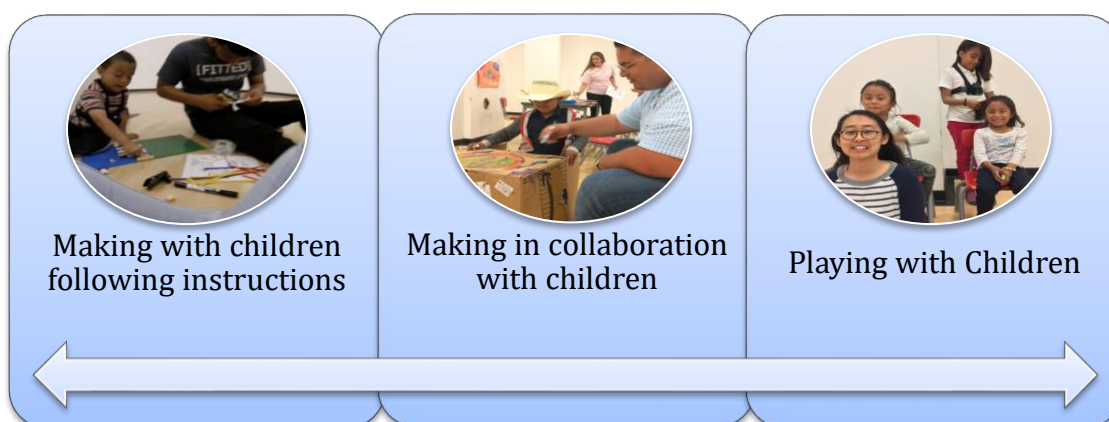 [FITTED]
Making with children
following instructions
Making in collaboration
with children
Playing with Children